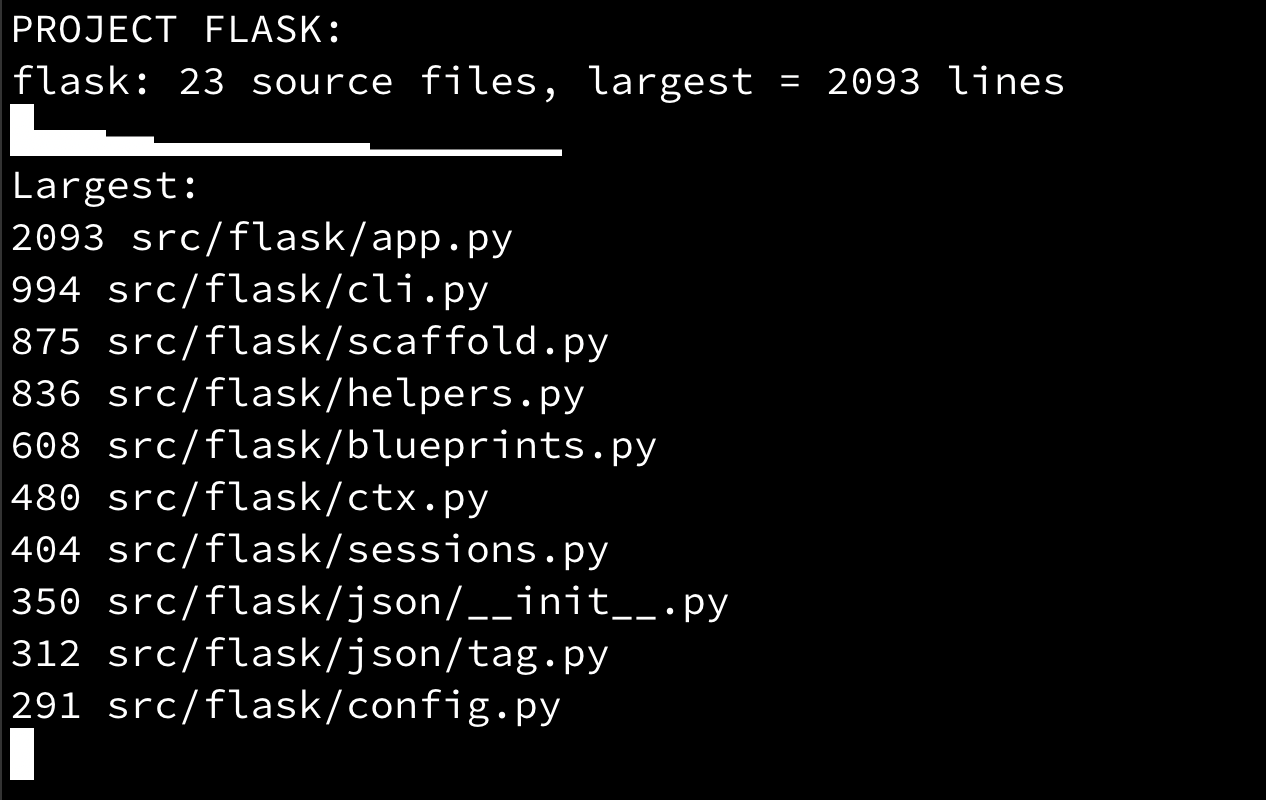 PROJECT FLASK:
flask: 23 source files, largest = 2093 lines
Largest:
2093 src/flask/app.py
994 src/flask/cli.py
875 src/flask/scaffold.py
836 src/flask/helpers.py
608 src/flask/blueprints.py
480 src/flask/ctx.py
404 src/flask/sessions.py
350 src/flask/json/__init__.py
312 src/flask/json/tag.py
291 src/flask/config.py